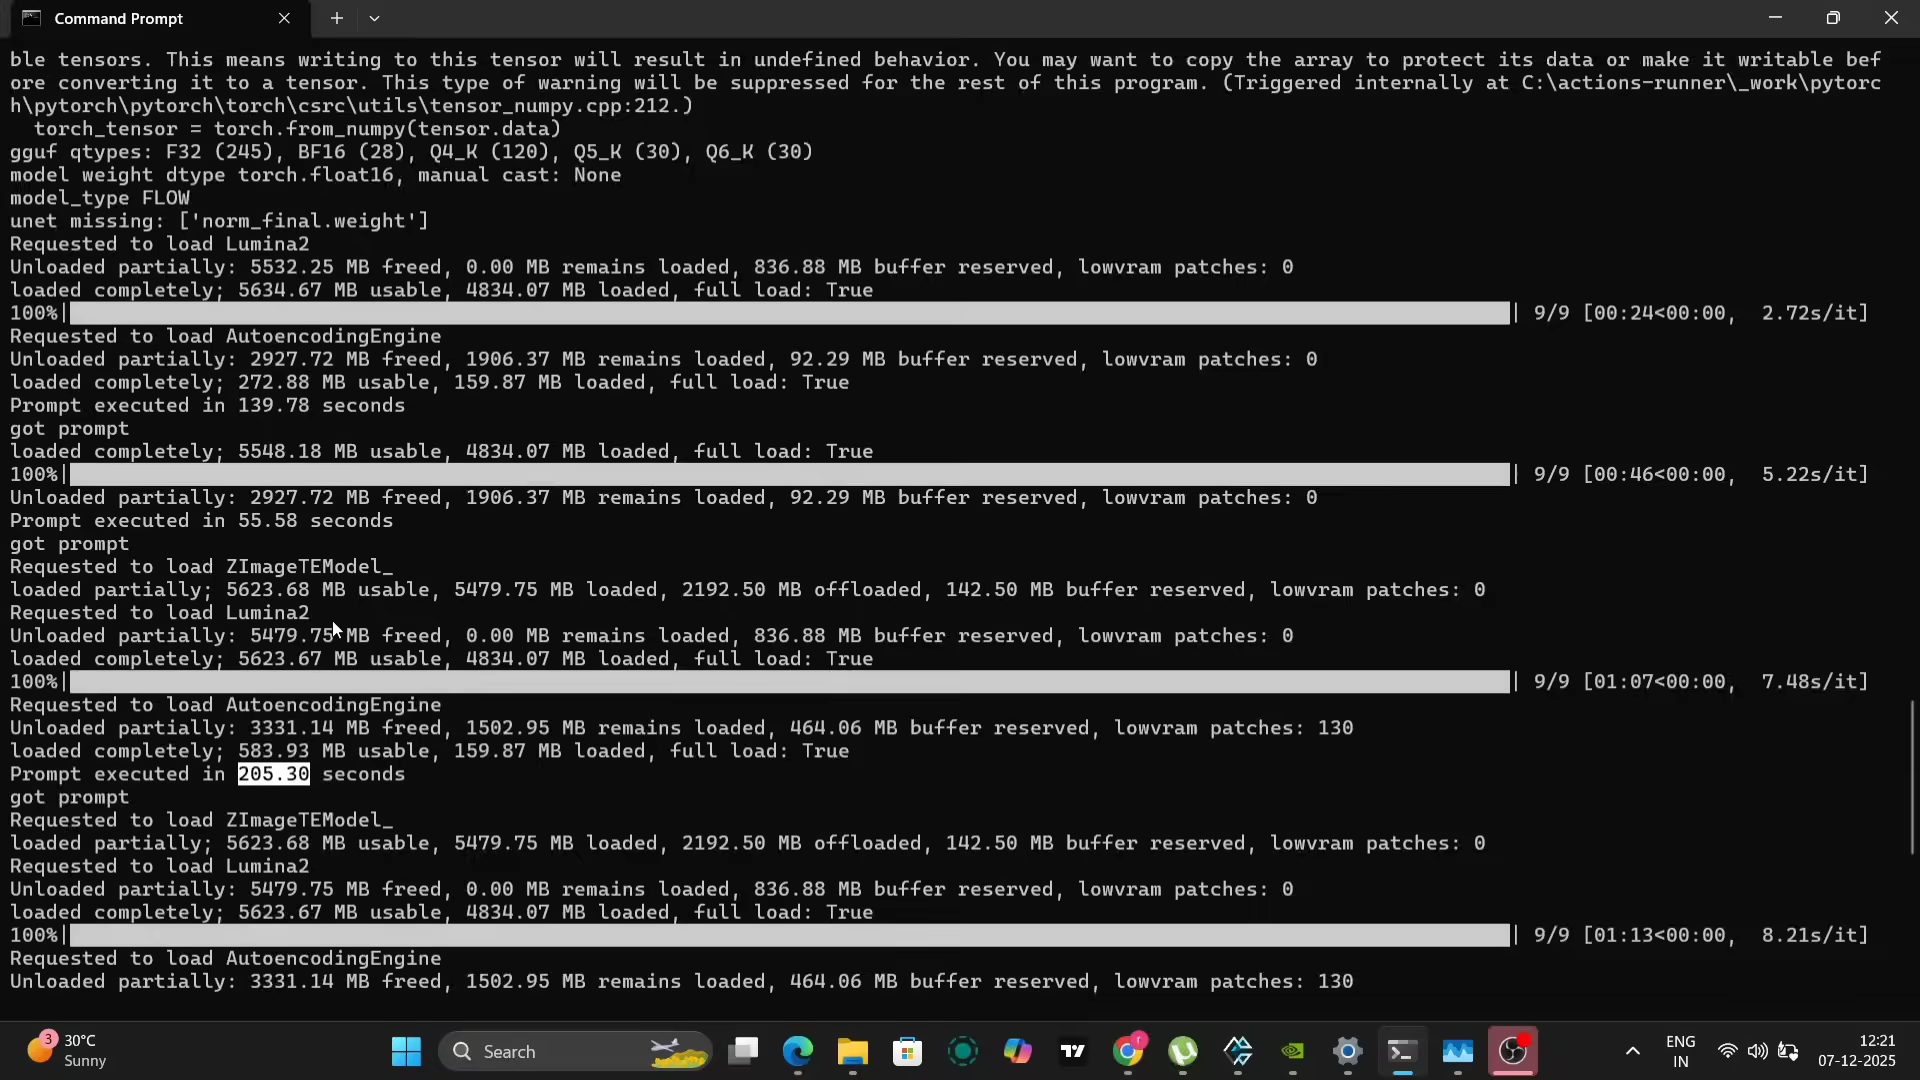 Command Prompt
ble tensors. This means writing to this tensor will result in undefined behavior. You may want to copy the array to protect its data or make it writable bef
ore converting it to a tensor. This type of warning will be suppressed for the rest of this program. (Triggered internally at C:\actions-runner\_work\pytorc
h\pytorch\pytorch\torch\csrc\utils\tensor_numpy.cpp:212.)
torch_tensor = torch.from_numpy(tensor.data)
gguf qtypes: F32 (245), BF16 (28), Q4_K (120), Q5_K (30), Q6_K (30)
model weight dtype torch.float16, manual cast: None
model_type FLOW
unet missing: ['norm_final.weight']
Requested to load Lumina2
Unloaded partially: 5532.25 MB freed, 0.00 MB remains loaded, 836.88 MB buffer reserved, lowvram patches: 0
loaded completely; 5634.67 MB usable, 4834.07 MB loaded, full load: True
100%| | 9/9 [00:24<00:00, 2.72s/it]
Requested to load AutoencodingEngine
Unloaded partially: 2927.72 MB freed, 1906.37 MB remains loaded, 92.29 MB buffer reserved, lowvram patches: 0
loaded completely; 272.88 MB usable, 159.87 MB loaded, full load: True
Prompt executed in 139.78 seconds
got prompt
loaded completely; 5548.18 MB usable, 4834.07 MB loaded, full load: True
100%| | 9/9 [00:46<00:00, 5.22s/it]
Unloaded partially: 2927.72 MB freed, 1906.37 MB remains loaded, 92.29 MB buffer reserved, lowvram patches: 0
Prompt executed in 55.58 seconds
got prompt
Requested to load ZImageTEModel_
loaded partially; 5623.68 MB usable, 5479.75 MB loaded, 2192.50 MB offloaded, 142.50 MB buffer reserved, lowvram patches: 0
Requested to load Lumina2
Unloaded partially: 5479.75 MB freed, 0.00 MB remains loaded, 836.88 MB buffer reserved, lowvram patches: 0
loaded completely; 5623.67 MB usable, 4834.07 MB loaded, full load: True
100%| | 9/9 [01:07<00:00, 7.48s/it]
Requested to load AutoencodingEngine
Unloaded partially: 3331.14 MB freed, 1502.95 MB remains loaded, 464.06 MB buffer reserved, lowvram patches: 130
loaded completely; 583.93 MB usable, 159.87 MB loaded, full load: True
Prompt executed in 205.30 seconds
got prompt
Requested to load ZImageTEModel_
loaded partially; 5623.68 MB usable, 5479.75 MB loaded, 2192.50 MB offloaded, 142.50 MB buffer reserved, lowvram patches: 0
Requested to load Lumina2
Unloaded partially: 5479.75 MB freed, 0.00 MB remains loaded, 836.88 MB buffer reserved, lowvram patches: 0
loaded completely; 5623.67 MB usable, 4834.07 MB loaded, full load: True
100%| | 9/9 [01:13<00:00, 8.21s/it]
Requested to load AutoencodingEngine
Unloaded partially: 3331.14 MB freed, 1502.95 MB remains loaded, 464.06 MB buffer reserved, lowvram patches: 130
3
30°C
Sunny
Search
ENG
IN
12:21
07-12-2025